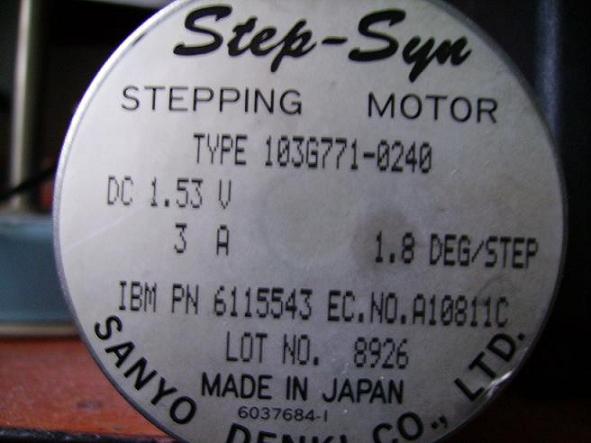 Step-Syn
STEPPING MOTOR
TYPE 103G771-0240
DC 1.53 V
3 A 1.8 DEG/STEP
IBM PN 6115543 EC.NO.A10811C
LOT NO. 8926
MADE IN JAPAN
6037684-1
SANYO DENKI CO., LTD.